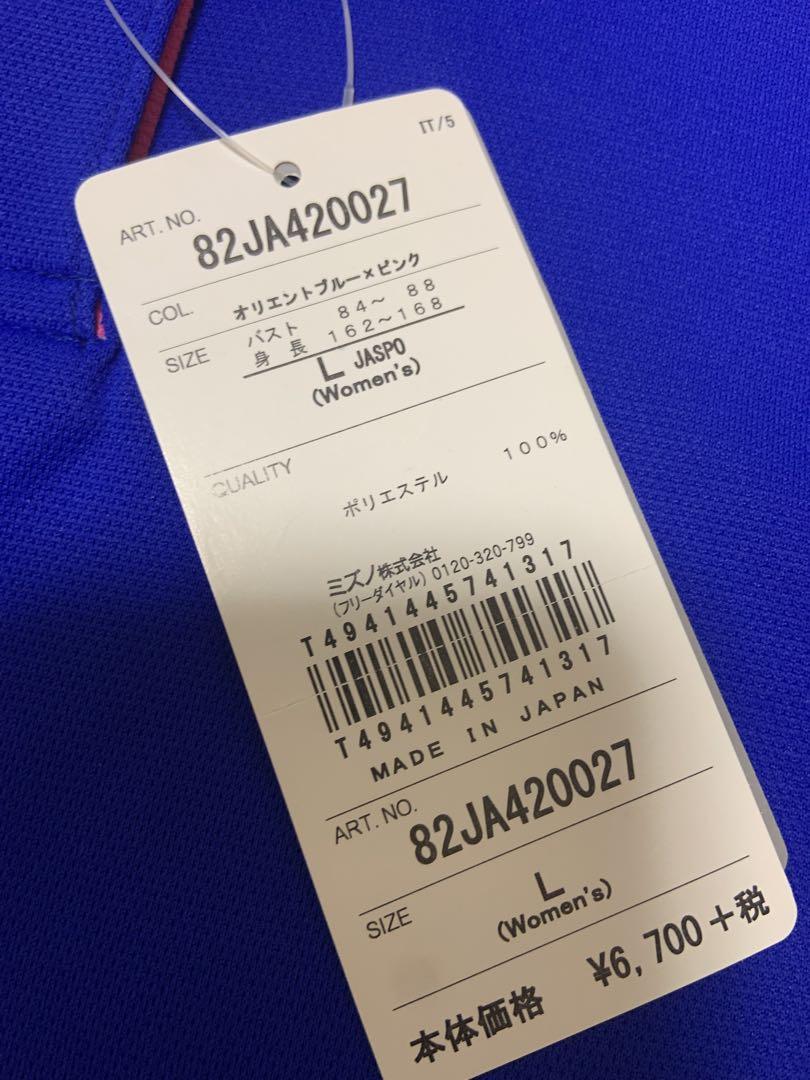 IT/5
ART. NO.
82JA420027
COL.
オリエントブルー×ピンク
SIZE
バスト 84～ 88
身 長 162～168
L JASPO
(Women's)
QUALITY
ポリエステル 100%
ミズノ株式会社
(フリーダイヤル) 0120-320-799
T4941445741317
T4941445741317
MADE IN JAPAN
ART. NO.
82JA420027
SIZE
L
(Women's)
本体価格 ¥6,700+税